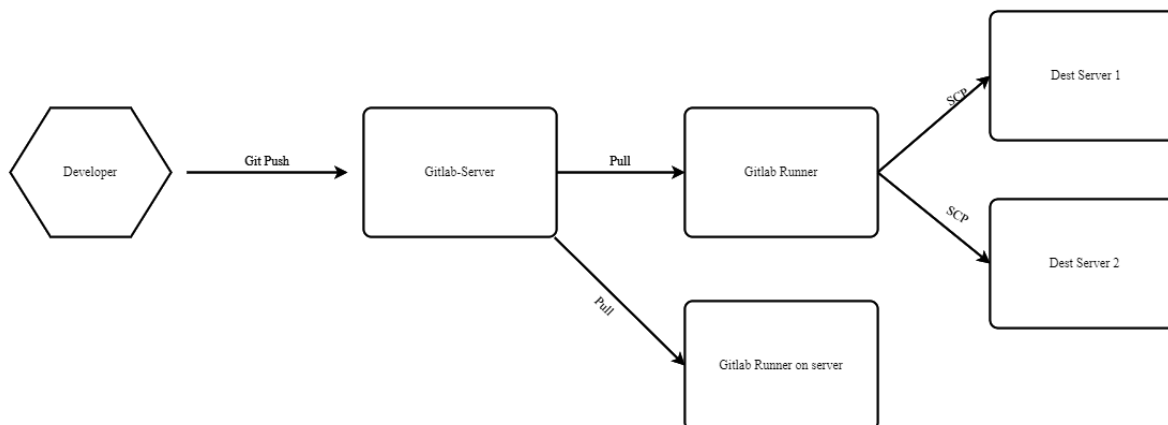 Developer
Git Push
Gitlab-Server
Pull
Gitlab Runner
SCP
Dest Server 1
SCP
Dest Server 2
Pull
Gitlab Runner on server